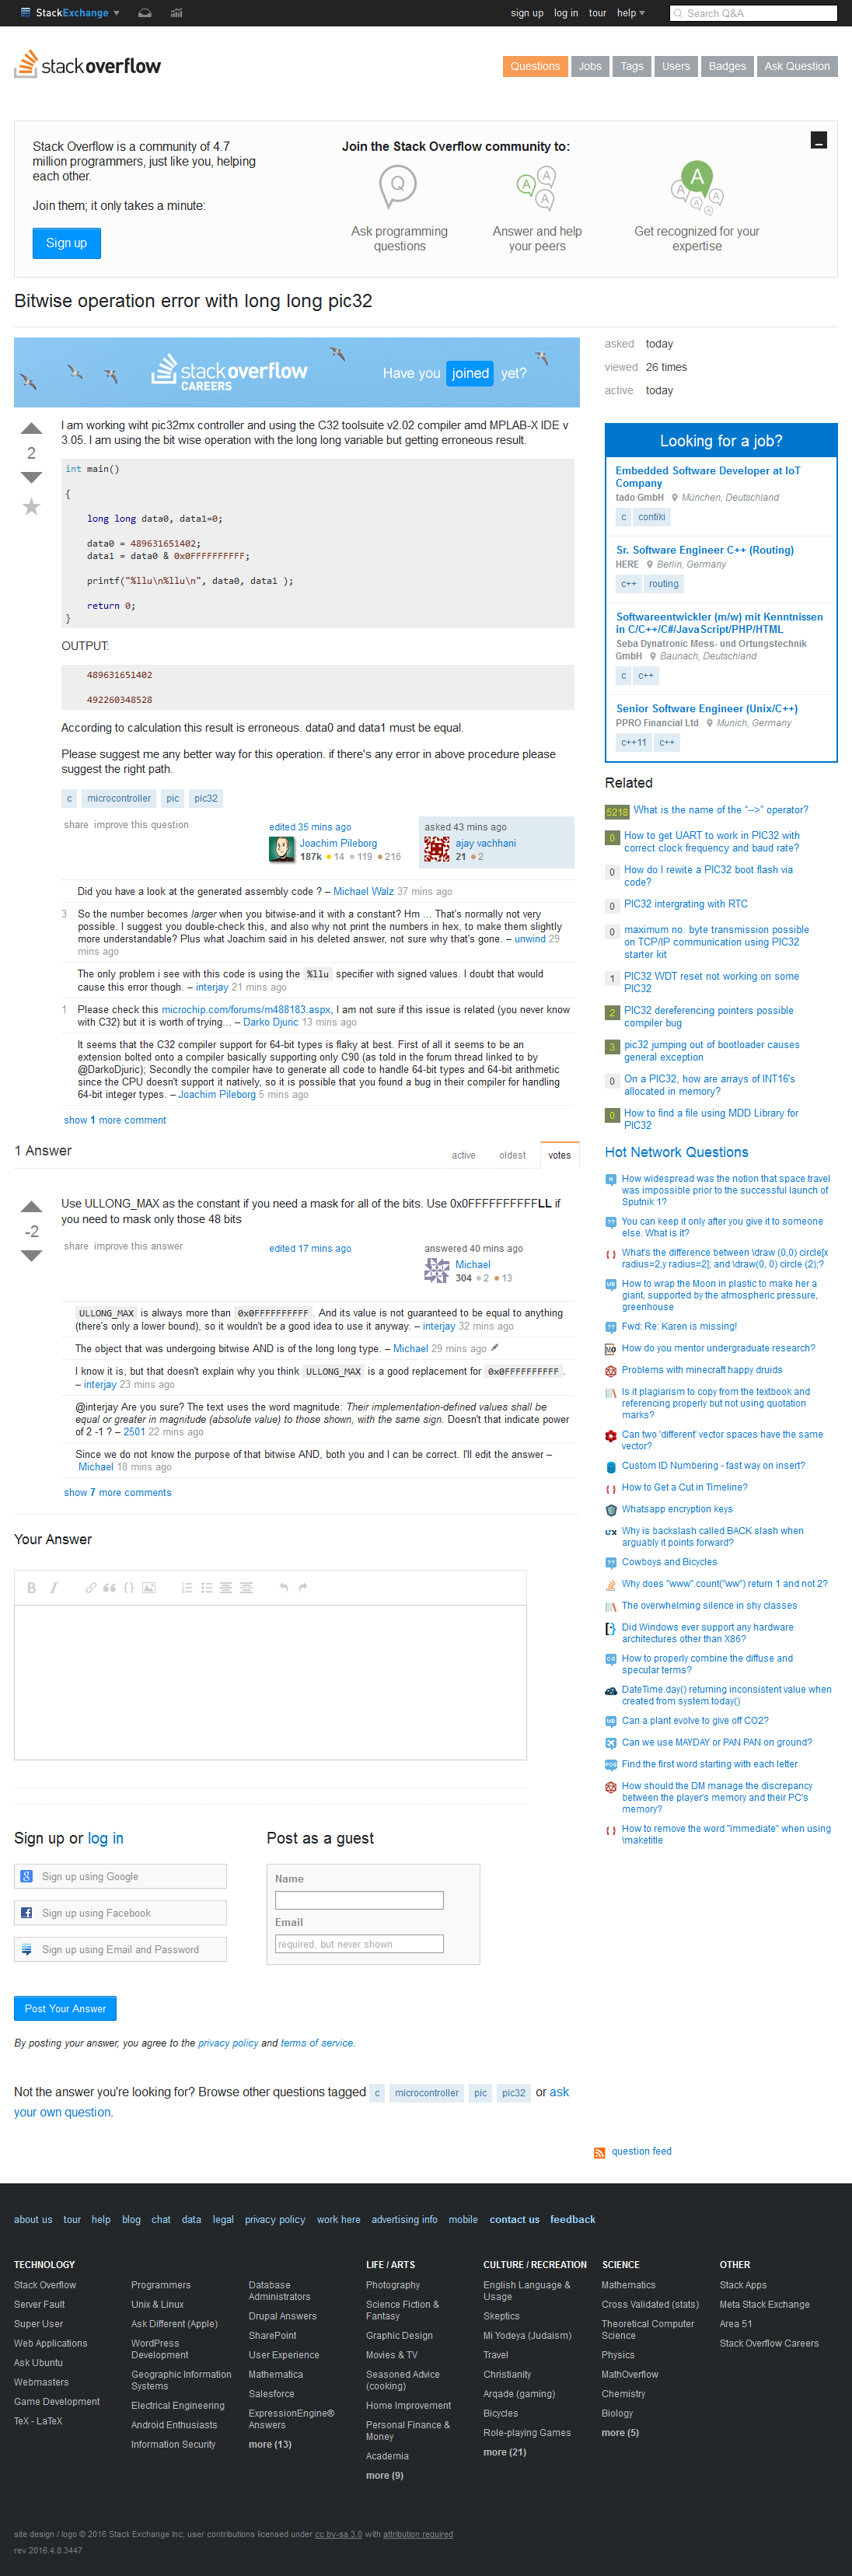 StackExchange
sign up log in tour help
Search Q&A
stackoverflow
Questions Jobs Tags Users Badges Ask Question
Stack Overflow is a community of 4.7
million programmers, just like you, helping
each other.
Join them; it only takes a minute:
Sign up
Join the Stack Overflow community to:
Q
A
A
A
A
Ask programming
questions
Answer and help
your peers
Get recognized for your
expertise
Bitwise operation error with long long pic32
stackoverflow
CAREERS
Have you joined yet?
2
I am working wiht pic32mx controller and using the C32 toolsuite v2.02 compiler amd MPLAB-X IDE v
3.05. I am using the bit wise operation with the long long variable but getting erroneous result.
int main()
{
long long data0, data1=0;
data0 = 489631651402;
data1 = data0 & 0x0FFFFFFFFFF;
printf("%llu\n%llu\n", data0, data1 );
return 0;
}
OUTPUT:
489631651402
492260348528
According to calculation this result is erroneous. data0 and data1 must be equal.
Please suggest me any better way for this operation. if there's any error in above procedure please
suggest the right path.
c microcontroller pic pic32
share improve this question
edited 35 mins ago
Joachim Pileborg
187k 14 119 216
asked 43 mins ago
ajay vachhani
21 2
Did you have a look at the generated assembly code ? – Michael Walz 37 mins ago
3 So the number becomes larger when you bitwise-and it with a constant? Hm ... That's normally not very
possible. I suggest you double-check this, and also why not print the numbers in hex, to make them slightly
more understandable? Plus what Joachim said in his deleted answer, not sure why that's gone. – unwind 29
mins ago
The only problem i see with this code is using the %llu specifier with signed values. I doubt that would
cause this error though. – interjay 21 mins ago
1 Please check this microchip.com/forums/m488183.aspx, I am not sure if this issue is related (you never know
with C32) but it is worth of trying... – Darko Djuric 13 mins ago
It seems that the C32 compiler support for 64-bit types is flaky at best. First of all it seems to be an
extension bolted onto a compiler basically supporting only C90 (as told in the forum thread linked to by
@DarkoDjuric); Secondly the compiler have to generate all code to handle 64-bit types and 64-bit arithmetic
since the CPU doesn't support it natively, so it is possible that you found a bug in their compiler for handling
64-bit integer types. – Joachim Pileborg 5 mins ago
show 1 more comment
1 Answer
active oldest votes
-2
Use ULLONG_MAX as the constant if you need a mask for all of the bits. Use 0x0FFFFFFFFFFLL if
you need to mask only those 48 bits
share improve this answer
edited 17 mins ago
answered 40 mins ago
Michael
304 2 13
ULLONG_MAX is always more than 0x0FFFFFFFFFF. And its value is not guaranteed to be equal to anything
(there's only a lower bound), so it wouldn't be a good idea to use it anyway. – interjay 32 mins ago
The object that was undergoing bitwise AND is of the long long type. – Michael 29 mins ago
I know it is, but that doesn't explain why you think ULLONG_MAX is a good replacement for 0x0FFFFFFFFFF.
– interjay 23 mins ago
@interjay Are you sure? The text uses the word magnitude: Their implementation-defined values shall be
equal or greater in magnitude (absolute value) to those shown, with the same sign. Doesn't that indicate power
of 2 -1 ? – 2501 22 mins ago
Since we do not know the purpose of that bitwise AND, both you and I can be correct. I'll edit the answer –
Michael 18 mins ago
show 7 more comments
Your Answer
B I
Sign up or log in
Sign up using Google
Sign up using Facebook
Sign up using Email and Password
Post as a guest
Name
Email
required, but never shown
Post Your Answer
By posting your answer, you agree to the privacy policy and terms of service.
Not the answer you're looking for? Browse other questions tagged c microcontroller pic pic32 or ask
your own question.
asked today
viewed 26 times
active today
Looking for a job?
Embedded Software Developer at IoT
Company
tado GmbH München, Deutschland
c contiki
Sr. Software Engineer C++ (Routing)
HERE Berlin, Germany
c++ routing
Softwareentwickler (m/w) mit Kenntnissen
in C/C++/C#/JavaScript/PHP/HTML
Seba Dynatronic Mess- und Ortungstechnik
GmbH Baunach, Deutschland
c c++
Senior Software Engineer (Unix/C++)
PPRO Financial Ltd Munich, Germany
c++11 c++
Related
5218 What is the name of the “-->” operator?
0 How to get UART to work in PIC32 with
correct clock frequency and baud rate?
0 How do I rewrite a PIC32 boot flash via
code?
0 PIC32 intergrating with RTC
0 maximum no. byte transmission possible
on TCP/IP communication using PIC32
starter kit
1 PIC32 WDT reset not working on some
PIC32
2 PIC32 dereferencing pointers possible
compiler bug
3 pic32 jumping out of bootloader causes
general exception
0 On a PIC32, how are arrays of INT16's
allocated in memory?
0 How to find a file using MDD Library for
PIC32
Hot Network Questions
How widespread was the notion that space travel
was impossible prior to the successful launch of
Sputnik 1?
You can keep it only after you give it to someone
else. What is it?
What's the difference between \draw (0,0) circle[x
radius=2,y radius=2]; and \draw(0, 0) circle (2);?
How to wrap the Moon in plastic to make her a
giant, supported by the atmospheric pressure,
greenhouse
Fwd: Re: Karen is missing!
How do you mentor undergraduate research?
Problems with minecraft happy druids
Is it plagiarism to copy from the textbook and
referencing properly but not using quotation
marks?
Can two 'different' vector spaces have the same
vector?
Custom ID Numbering - fast way on insert?
How to Get a Cut in Timeline?
Whatsapp encryption keys
Why is backslash called BACK slash when
arguably it points forward?
Cowboys and Bicycles
Why does "www".count("ww") return 1 and not 2?
The overwhelming silence in shy classes
Did Windows ever support any hardware
architectures other than X86?
How to properly combine the diffuse and
specular terms?
DateTime.day() returning inconsistent value when
created from system.today()
Can a plant evolve to give off CO2?
Can we use MAYDAY or PAN PAN on ground?
Find the first word starting with each letter
How should the DM manage the discrepancy
between the player's memory and their PC's
memory?
How to remove the word "immediate" when using
\maketitle
question feed
about us tour help blog chat data legal privacy policy work here advertising info mobile contact us feedback
TECHNOLOGY
Stack Overflow
Server Fault
Super User
Web Applications
Ask Ubuntu
Webmasters
Game Development
TeX - LaTeX
Programmers
Unix & Linux
Ask Different (Apple)
WordPress
Development
Geographic Information
Systems
Electrical Engineering
Android Enthusiasts
Information Security
Database
Administrators
Drupal Answers
SharePoint
User Experience
Mathematica
Salesforce
ExpressionEngine®
Answers
more (13)
LIFE / ARTS
Photography
Science Fiction &
Fantasy
Graphic Design
Movies & TV
Seasoned Advice
(cooking)
Home Improvement
Personal Finance &
Money
Academia
more (9)
CULTURE / RECREATION
English Language &
Usage
Skeptics
Mi Yodeya (Judaism)
Travel
Christianity
Arqade (gaming)
Bicycles
Role-playing Games
more (21)
SCIENCE
Mathematics
Cross Validated (stats)
Theoretical Computer
Science
Physics
MathOverflow
Chemistry
Biology
more (5)
OTHER
Stack Apps
Meta Stack Exchange
Area 51
Stack Overflow Careers
site design / logo © 2016 Stack Exchange Inc; user contributions licensed under cc by-sa 3.0 with attribution required
rev 2016.4.8.3447